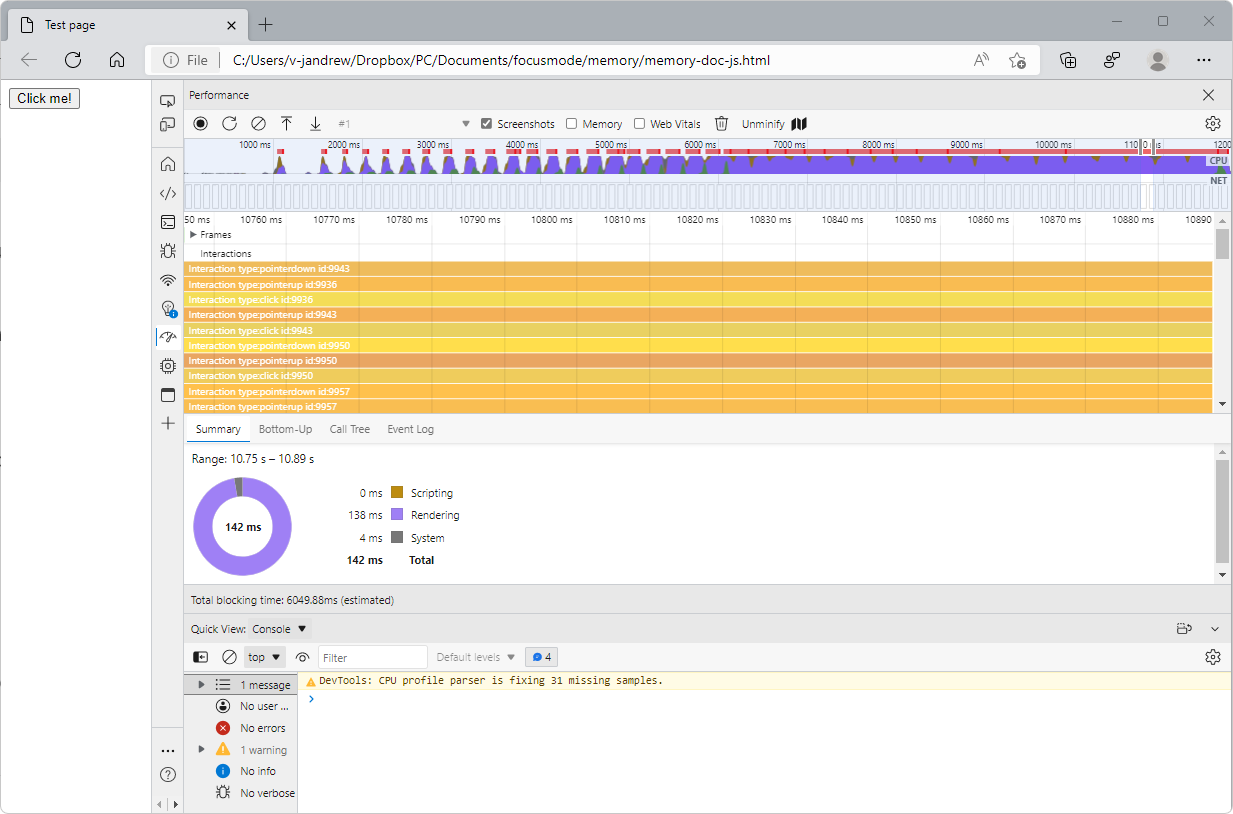 Test page
File C:/Users/v-jandrew/Dropbox/PC/Documents/focusmode/memory/memory-doc-js.html
Click me!
Performance
#1 Screenshots Memory Web Vitals Unminify
1000 ms 2000 ms 3000 ms 4000 ms 5000 ms 6000 ms 7000 ms 8000 ms 9000 ms 10000 ms 1200
CPU
NET
50 ms 10760 ms 10770 ms 10780 ms 10790 ms 10800 ms 10810 ms 10820 ms 10830 ms 10840 ms 10850 ms 10860 ms 10870 ms 10880 ms 10890
Frames
Interactions
Interaction type:pointerdown id:9943
Interaction type:pointerup id:9936
Interaction type:click id:9936
Interaction type:pointerup id:9943
Interaction type:click id:9943
Interaction type:pointerdown id:9950
Interaction type:pointerup id:9950
Interaction type:click id:9950
Interaction type:pointerdown id:9957
Interaction type:pointerup id:9957
Summary Bottom-Up Call Tree Event Log
Range: 10.75 s – 10.89 s
142 ms
0 ms Scripting
138 ms Rendering
4 ms System
142 ms Total
Total blocking time: 6049.88ms (estimated)
Quick View: Console
top Filter Default levels 4
1 message
DevTools: CPU profile parser is fixing 31 missing samples.
No user ...
No errors
1 warning
No info
No verbose